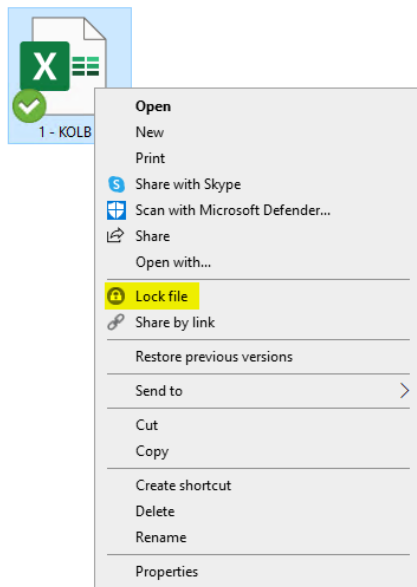 X
1 - KOLB
Open
New
Print
Share with Skype
Scan with Microsoft Defender...
Share
Open with...
Lock file
Share by link
Restore previous versions
Send to
Cut
Copy
Create shortcut
Delete
Rename
Properties